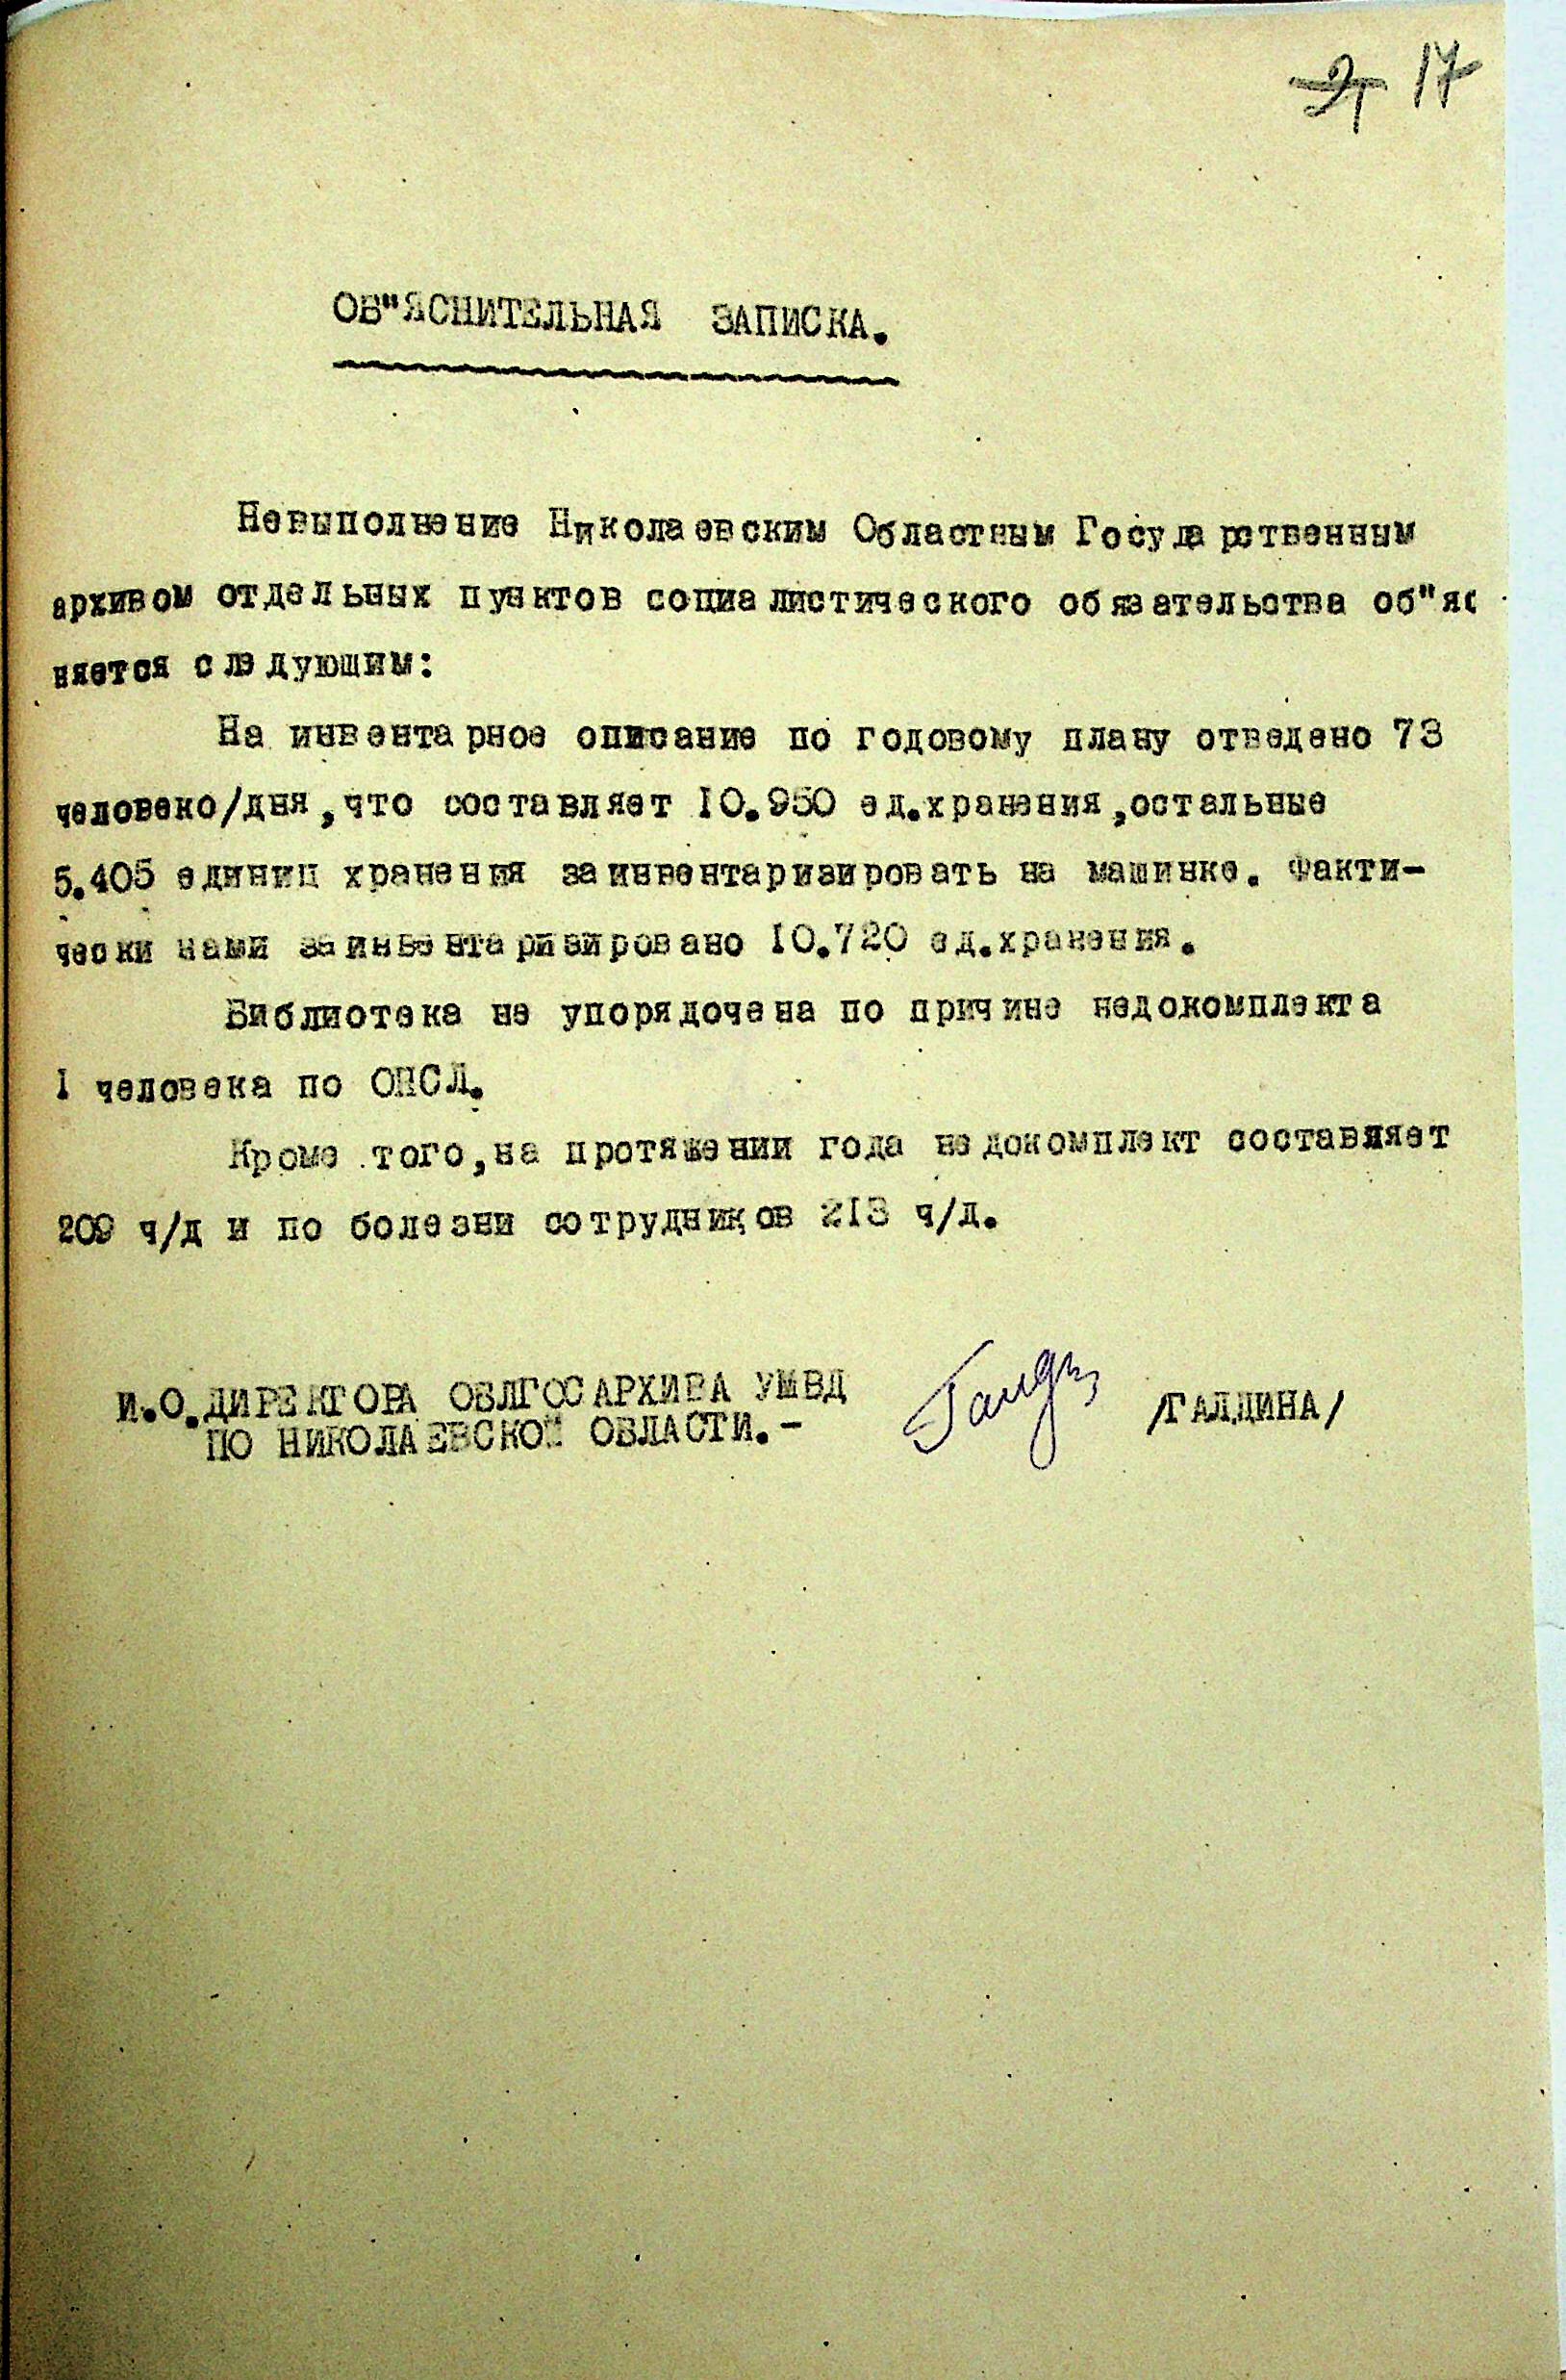 17
ОБ"ЯСНИТЕЛЬНАЯ ЗАПИСКА.
Невыполнение Николаевским Областным Государственным
архивом отдельных пунктов социалистического обязательства об"яс
няется следующим:
На инвентарное описание по годовому плану отведено 73
человеко/дня, что составляет 10.950 ед.хранения, остальные
5.405 единиц хранения заинвентаризировать на машинке. Факти-
чески нами заинвентаризировано 10.720 ед.хранения.
Библиотека не упорядочена по причине недокомплекта
1 человека по ОНСЛ.
Кроме того, на протяжении года недокомплект составляет
209 ч/д и по болезни сотрудников 213 ч/д.
И.О.ДИРЕКТОРА ОБЛГОСАРХИВА УМВД
ПО НИКОЛАЕВСКОЙ ОБЛАСТИ.-
/ГАЛДИНА/